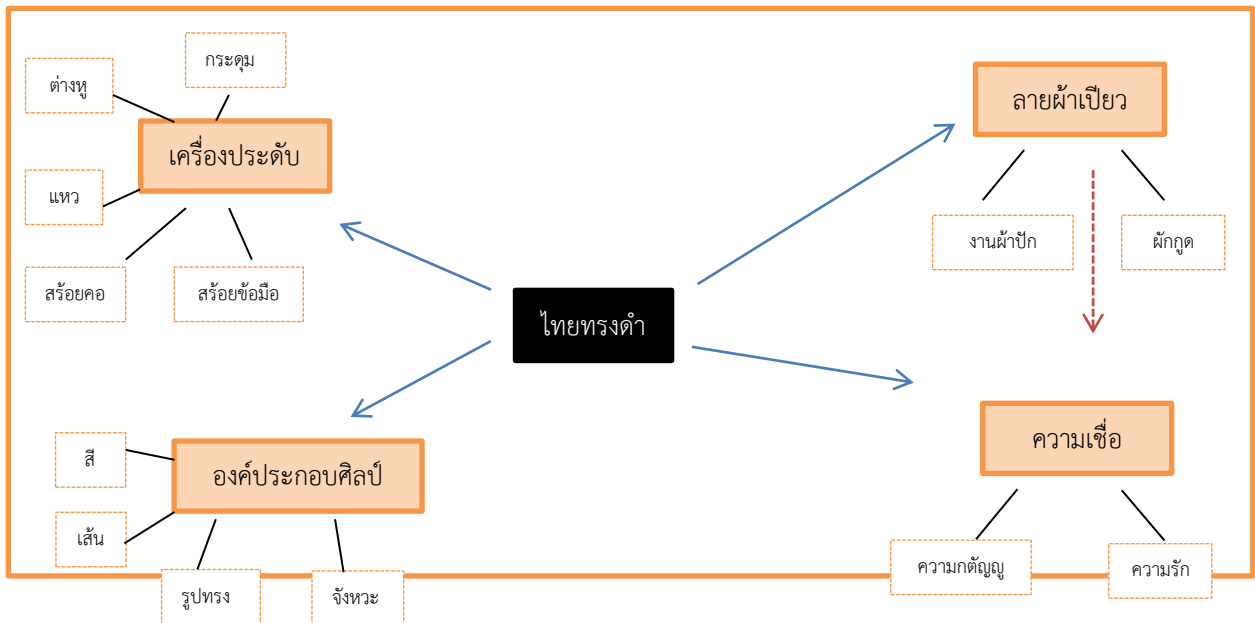 กระดุม
ต่างหู
เครื่องประดับ
แหว
สร้อยคอ
สร้อยข้อมือ
ลายผ้าเปียว
งานผ้าปัก
ผักกูด
ไทยทรงดำ
สี
องค์ประกอบศิลป์
เส้น
รูปทรง
จังหวะ
ความเชื่อ
ความกตัญญู
ความรัก